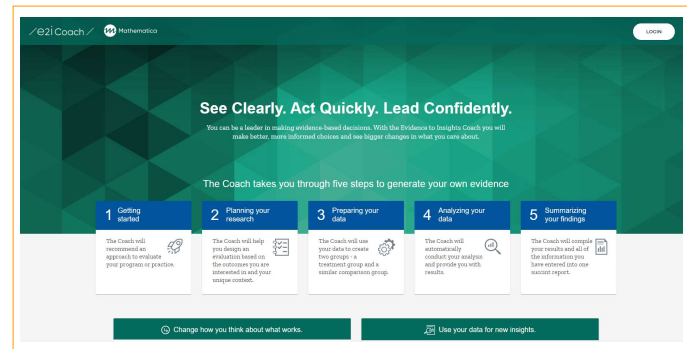 /e2i Coach/
Mathematica
LOGIN
See Clearly. Act Quickly. Lead Confidently.
You can be a leader in making evidence-based decisions. With the Evidence to Insights Coach you will
make better, more informed choices and see bigger changes in what you care about.
The Coach takes you through five steps to generate your own evidence
1 Getting
started
The Coach will
recommend an
approach to evaluate
your program or practice.
2 Planning your
research
The Coach will help
you design an
evaluation based on
the outcomes you are
interested in and your
unique context.
3 Preparing your
data
The Coach will use
your data to create
two groups - a
treatment group and a
similar comparison group.
4 Analyzing your
data
The Coach will
automatically
conduct your analysis
and provide you with
results.
5 Summarizing
your findings
The Coach will compile
your results and all of
the information you
have entered into one
succint report.
Change how you think about what works.
Use your data for new insights.